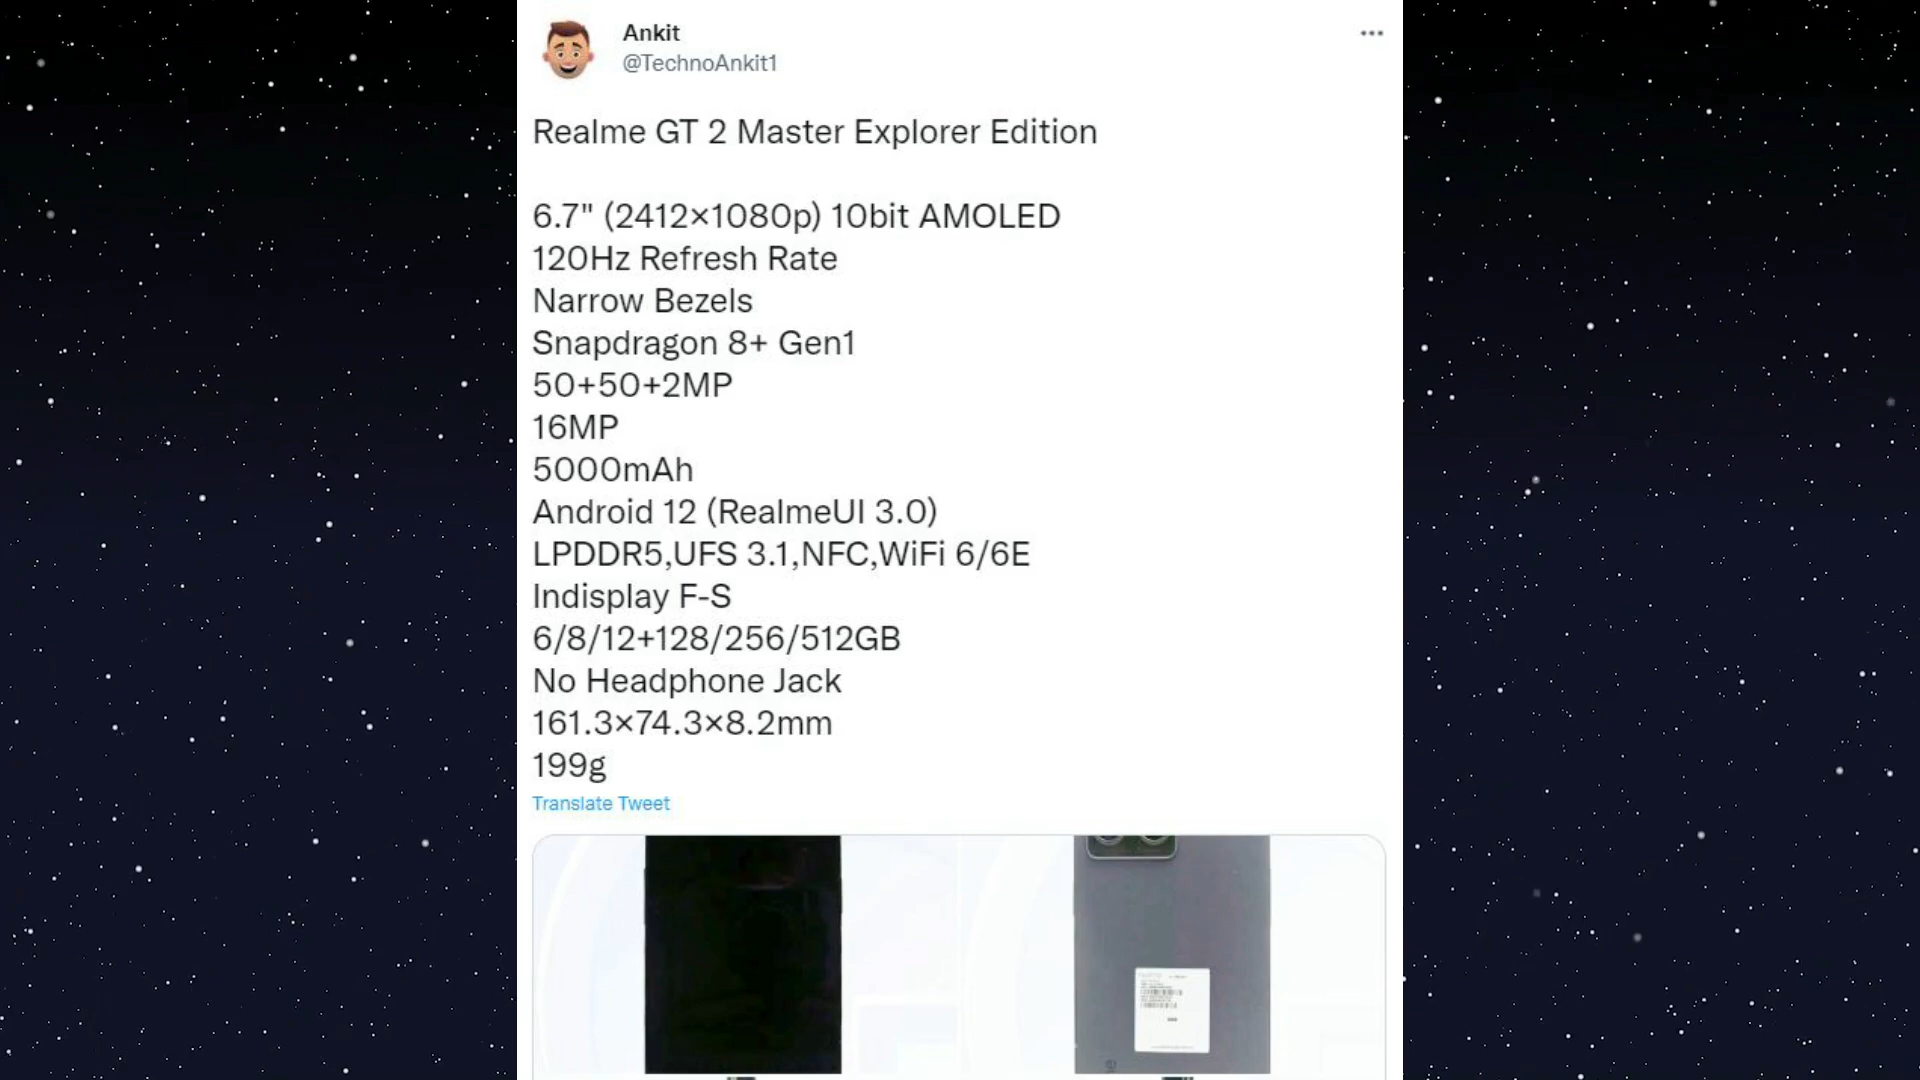 Ankit
@TechnoAnkit1
Realme GT 2 Master Explorer Edition
6.7" (2412×1080p) 10bit AMOLED
120Hz Refresh Rate
Narrow Bezels
Snapdragon 8+ Gen1
50+50+2MP
16MP
5000mAh
Android 12 (RealmeUI 3.0)
LPDDR5,UFS 3.1,NFC,WiFi 6/6E
Indisplay F-S
6/8/12+128/256/512GB
No Headphone Jack
161.3×74.3×8.2mm
199g
Translate Tweet